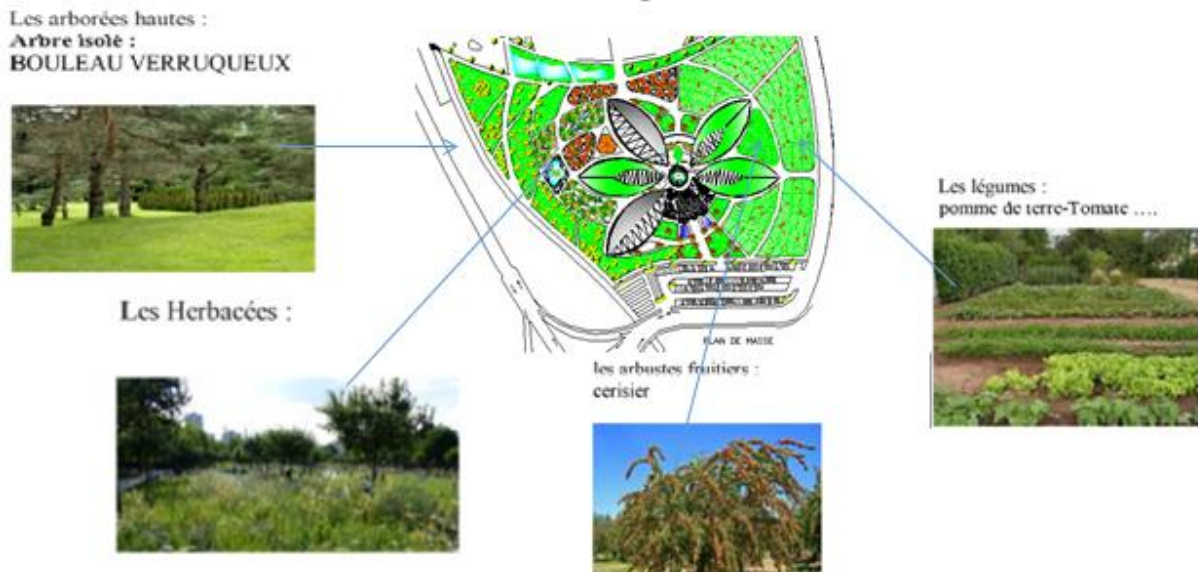 Les arborées hautes :
Arbre isolé :
BOULEAU VERRUQUEUX
Les légumes :
pomme de terre-Tomate ....
Les Herbacées :
PLAN DE MASSE
les arbustes fruitiers :
cerisier